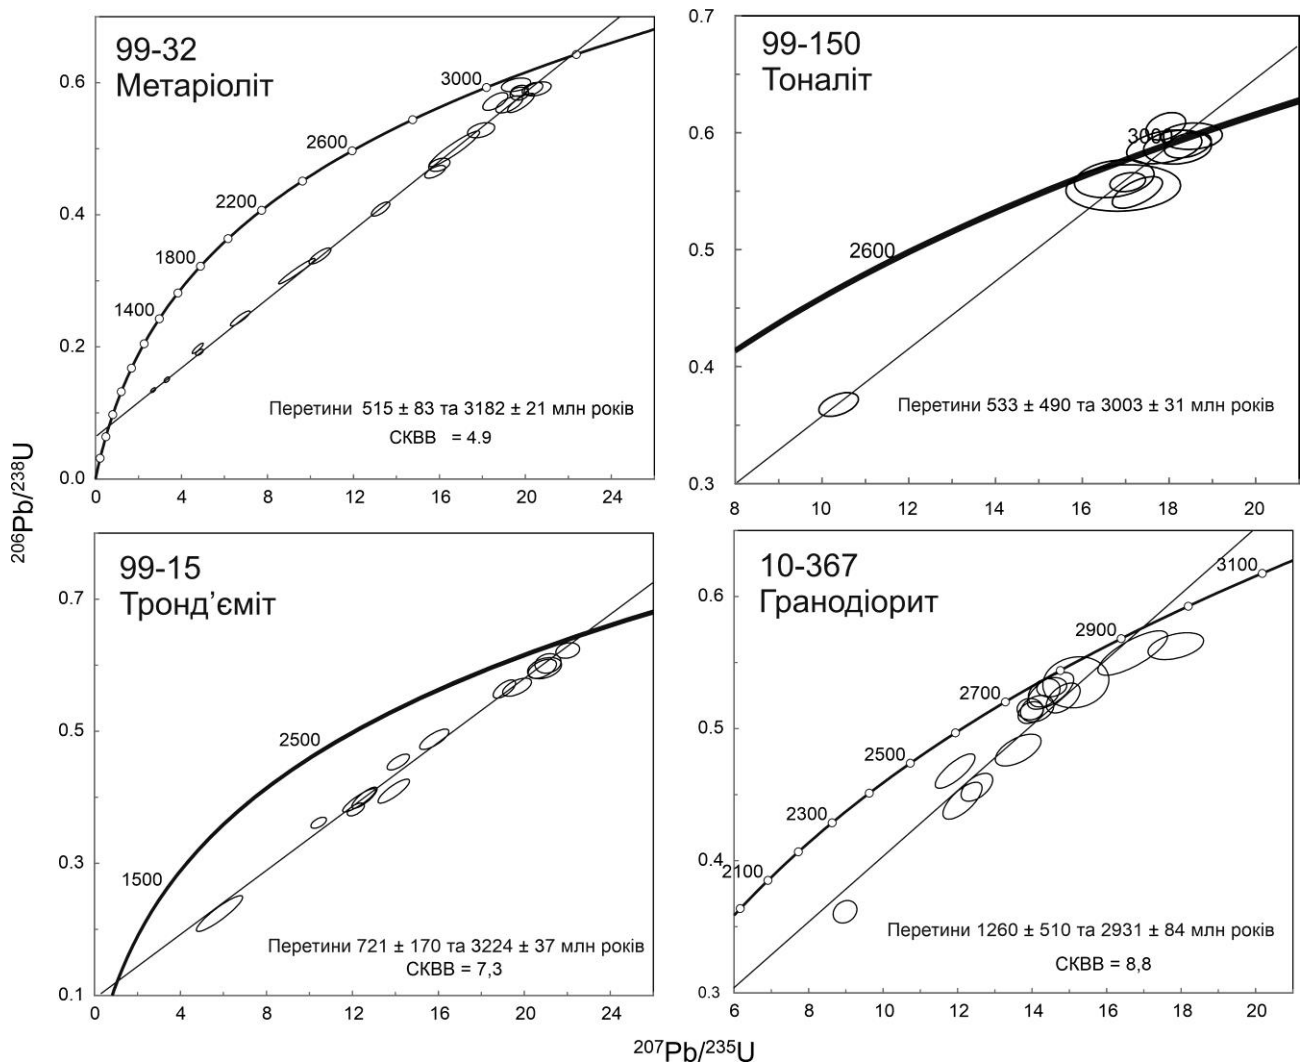 99-32
Метаріоліт
0.6
0.4
0.2
0.0
3000
2600
2200
1800
1400
Перетини 515 ± 83 та 3182 ± 21 млн років
СКВВ = 4.9
0 4 8 12 16 20 24
99-150
Тоналіт
0.7
0.6
0.5
0.4
0.3
3000
2600
Перетини 533 ± 490 та 3003 ± 31 млн років
8 10 12 14 16 18 20
99-15
Тронд’єміт
0.7
0.5
0.3
0.1
2500
1500
Перетини 721 ± 170 та 3224 ± 37 млн років
СКВВ = 7,3
0 4 8 12 16 20 24
10-367
Гранодіорит
0.6
0.5
0.4
0.3
3100
2900
2700
2500
2300
2100
Перетини 1260 ± 510 та 2931 ± 84 млн років
СКВВ = 8,8
6 8 10 12 14 16 18 20
²⁰⁶Pb/²³⁸U
²⁰⁷Pb/²³⁵U